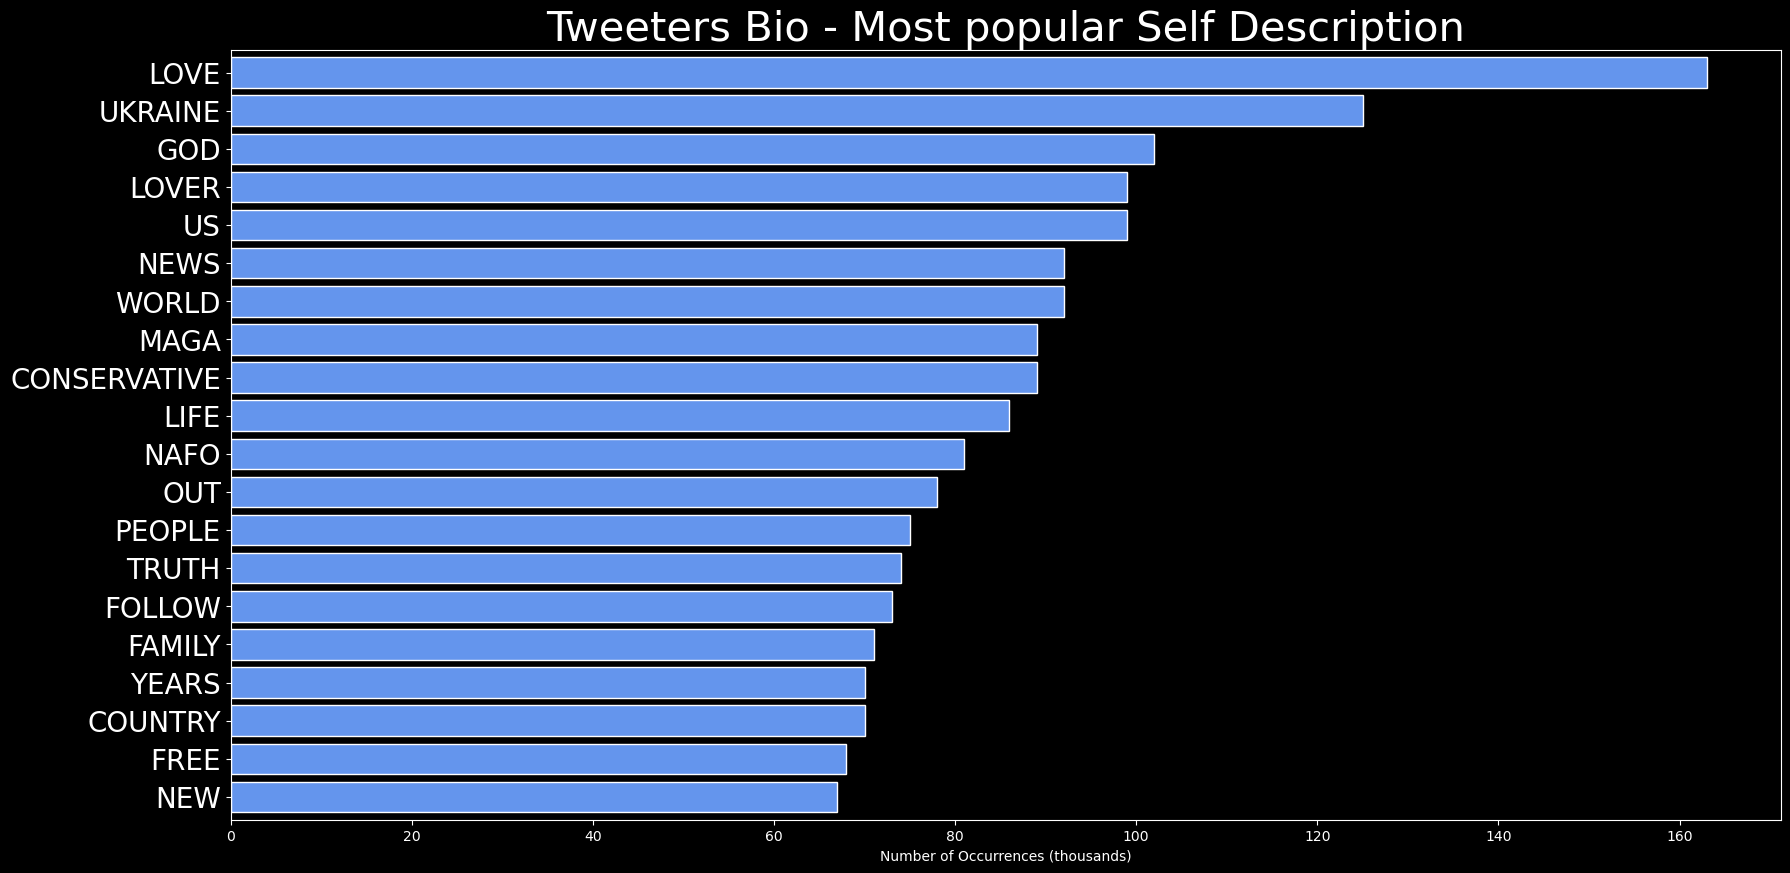 Tweeters Bio - Most popular Self Description
LOVE
UKRAINE
GOD
LOVER
US
NEWS
WORLD
MAGA
CONSERVATIVE
LIFE
NAFO
OUT
PEOPLE
TRUTH
FOLLOW
FAMILY
YEARS
COUNTRY
FREE
NEW
0 20 40 60 80 100 120 140 160
Number of Occurrences (thousands)